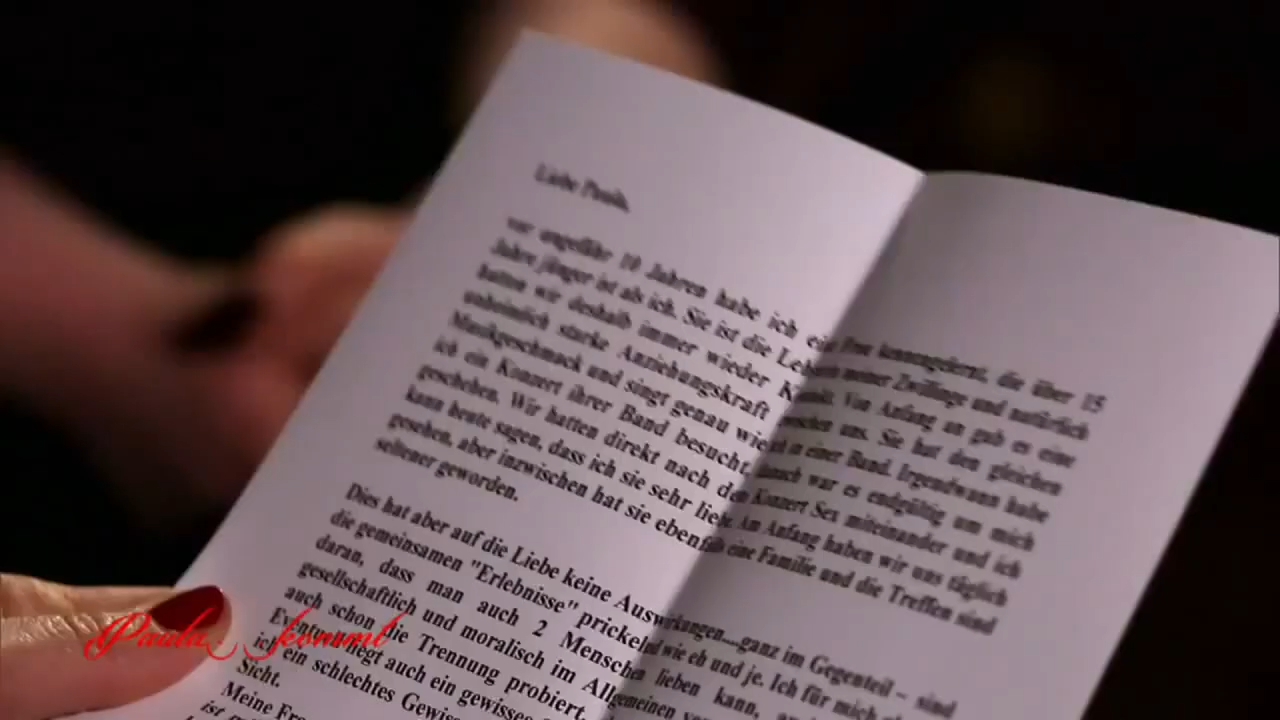 Liebe Paula,
vor ungefähr 10 Jahren habe ich eine Frau kennengelernt, die über 15
Jahre jünger ist als ich. Sie ist die meiner Zwillinge und natürlich
hatten wir deshalb immer wieder Von Anfang an gab es eine
unheimlich starke Anziehungskraft uns. Sie hat den gleichen
Musikgeschmack und singt genau wie in einer Band. Irgendwann habe
ich ein Konzert ihrer Band besucht, danach war es endgültig um mich
geschehen. Wir hatten direkt nach dem Konzert Sex miteinander und ich
kann heute sagen, dass ich sie sehr liebe. Am Anfang haben wir uns täglich
gesehen, aber inzwischen hat sie ebenfalls eine Familie und die Treffen sind
seltener geworden.
Dies hat aber auf die Liebe keine Auswirkungen....ganz im Gegenteil – sind
die gemeinsamen "Erlebnisse" prickelnd wie eh und je. Ich für mich
daran, dass man auch 2 Menschen lieben kann,
gesellschaftlich und moralisch im Allgemeinen
auch schon die Trennung probiert,
auch ein gewisses
ich ein schlechtes
Sicht.
Meine
ist
Paula kommt